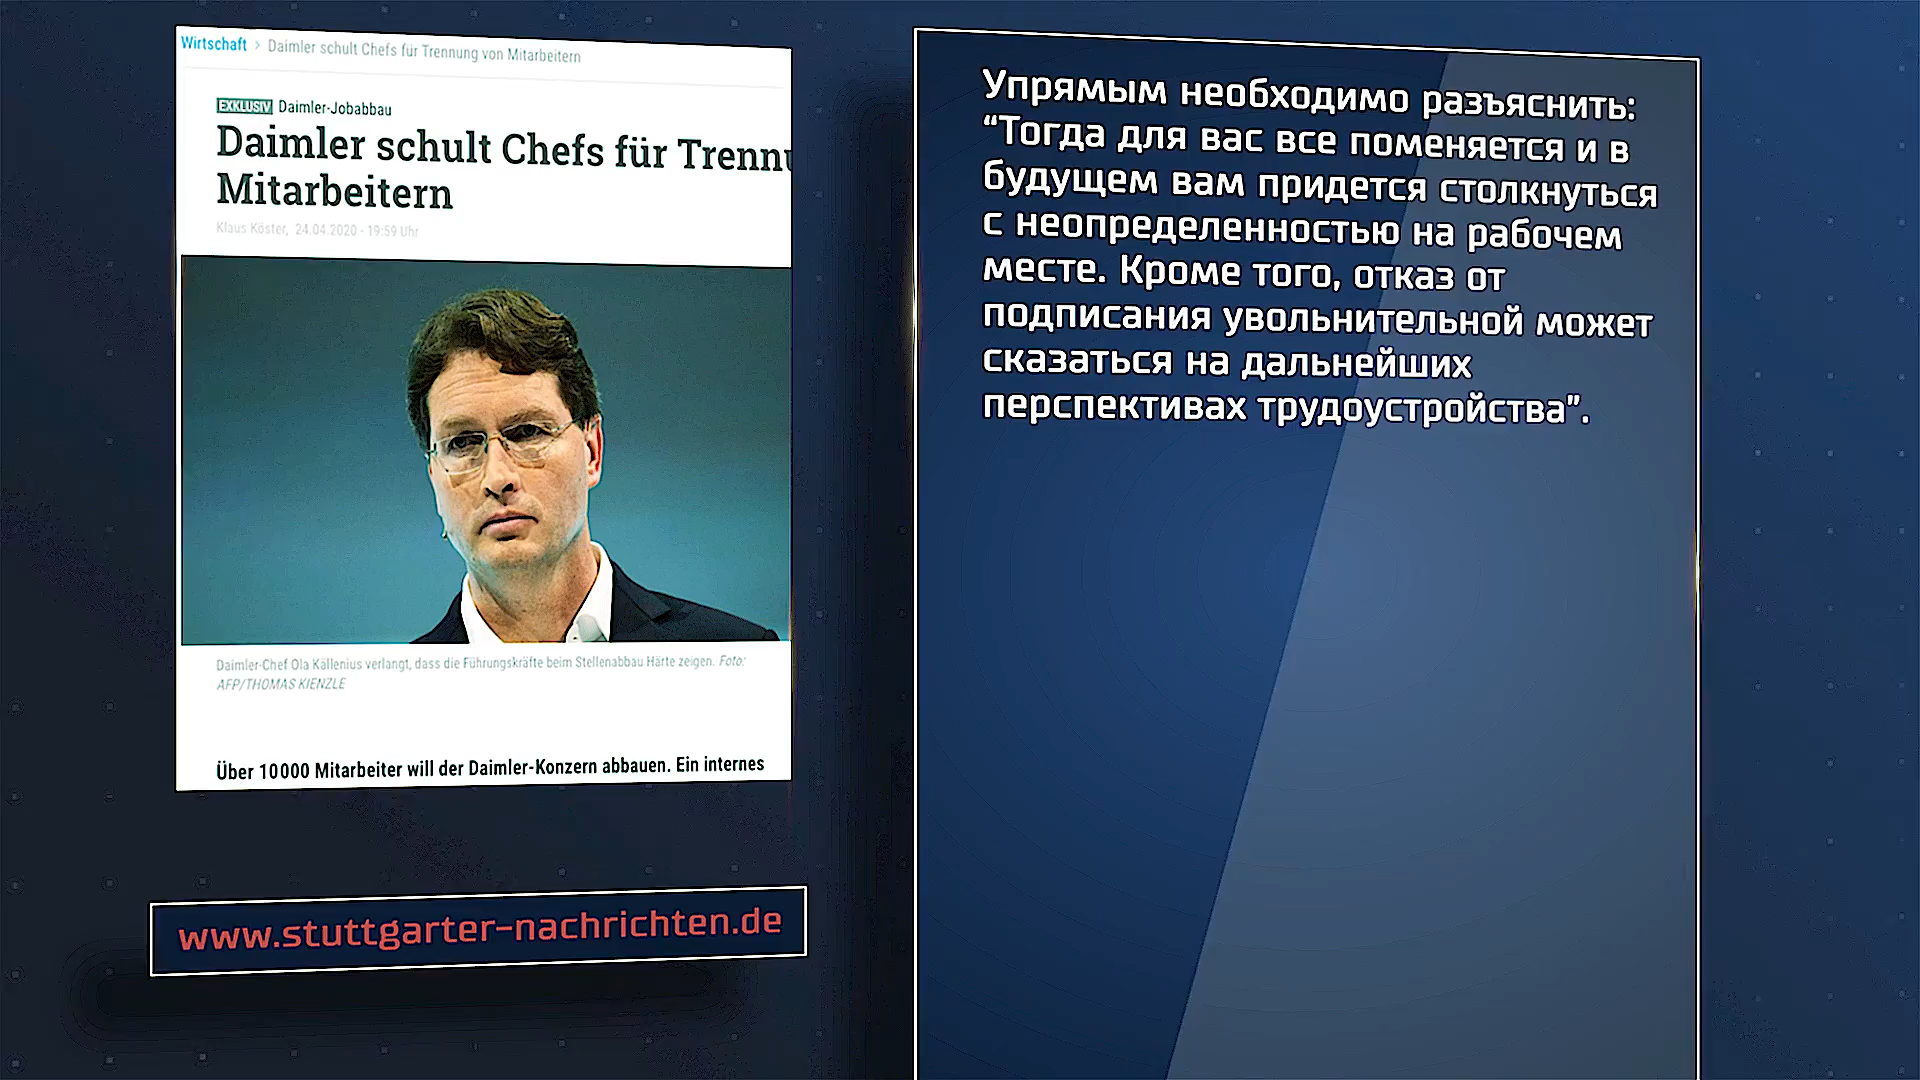 Wirtschaft > Daimler schult Chefs für Trennung von Mitarbeitern
EXKLUSIV Daimler-Jobabbau
Daimler schult Chefs für Trennu
Mitarbeitern
Klaus Köster, 24.04.2020 - 19:59 Uhr
Daimler-Chef Ola Källenius verlangt, dass die Führungskräfte beim Stellenabbau Härte zeigen. Foto:
AFP/THOMAS KIENZLE
Über 10 000 Mitarbeiter will der Daimler-Konzern abbauen. Ein internes
www.stuttgarter-nachrichten.de
Упрямым необходимо разъяснить:
“Тогда для вас все поменяется и в
будущем вам придется столкнуться
с неопределенностью на рабочем
месте. Кроме того, отказ от
подписания увольнительной может
сказаться на дальнейших
перспективах трудоустройства”.